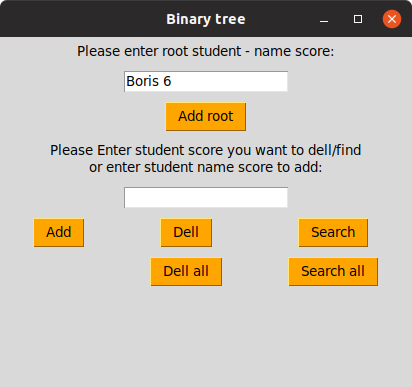 Binary tree
Please enter root student - name score:
Boris 6
Add root
Please Enter student score you want to dell/find
or enter student name score to add:
Add Dell Search
Dell all Search all